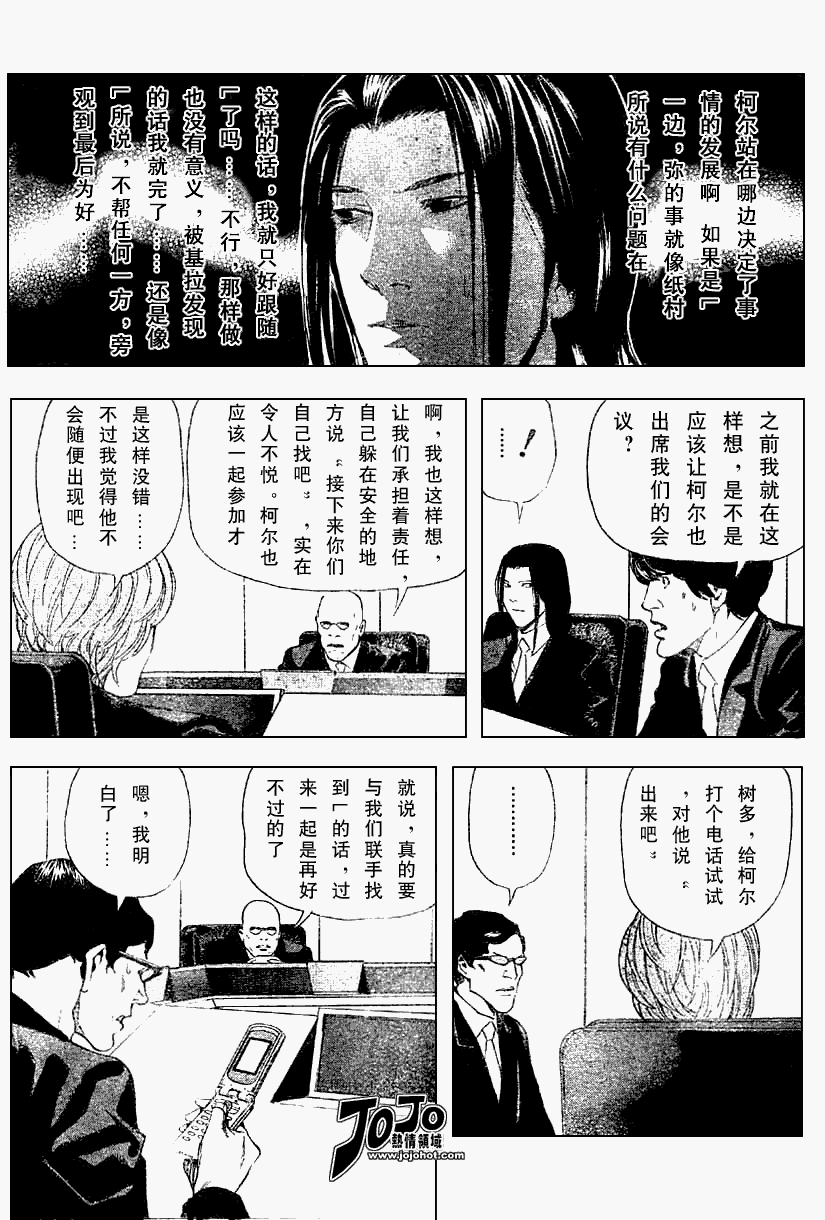 柯尔站在哪边决定了事
情的发展啊 如果是「L
一边，弥的事就像纸村
所说有什么问题在
这样的话，我就只好跟随
「L了吗……不行，那样做
也没有意义，被基拉发现
的话我就完了……还是像
「L所说，不帮任何一方，旁
观到最后为好……
之前我就在这
样想，是不是
应该让柯尔也
出席我们的会
议？
……！
啊，我也这样想，
让我们承担着责任，
自己躲在安全的地
方说〝接下来你们
自己找吧〞，实在
令人不悦。柯尔也
应该一起参加才
是这样没错……
不过我觉得他不
会随便出现吧…
树多，给柯尔
打个电话试试
，对他说〝
出来吧〞
………
就说，真的要
与我们联手找
到L的话，过
来一起是再好
不过的了
嗯，我明
白了……
JOJO
熱情領域
www.jojohot.com